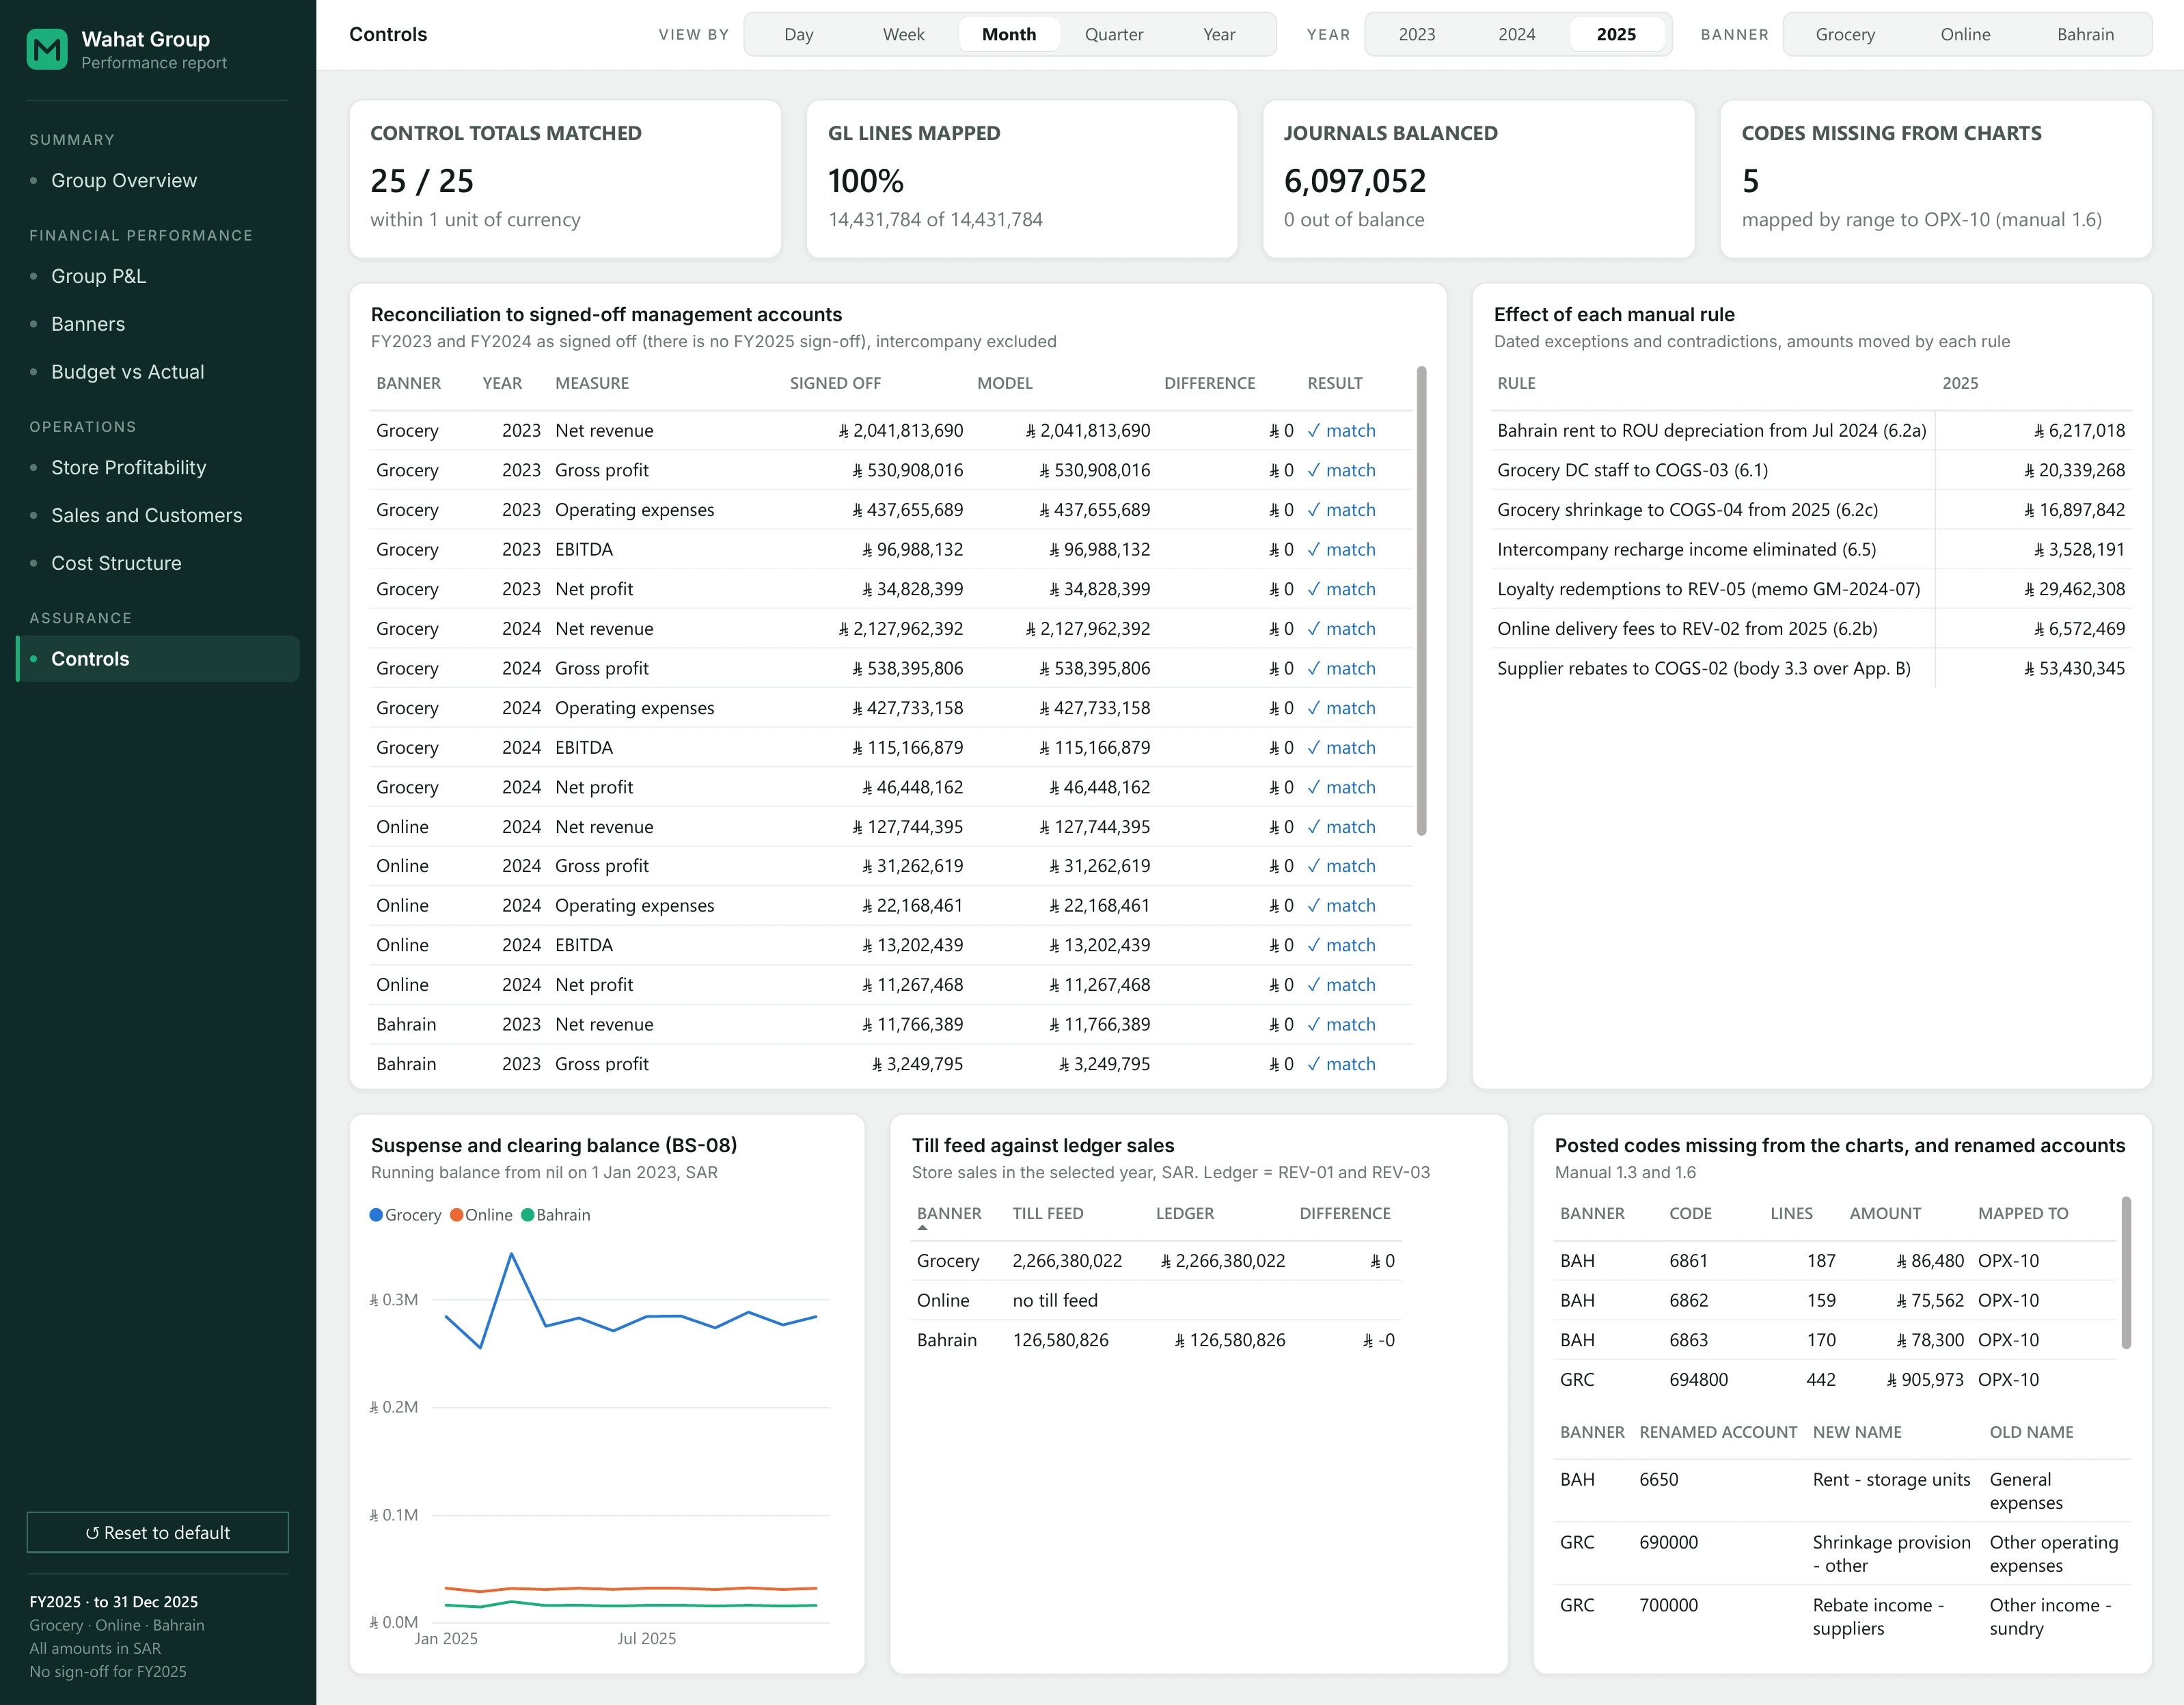 Wahat Group
Performance report
SUMMARY
Group Overview
FINANCIAL PERFORMANCE
Group P&L
Banners
Budget vs Actual
OPERATIONS
Store Profitability
Sales and Customers
Cost Structure
ASSURANCE
Controls
↺ Reset to default
FY2025 · to 31 Dec 2025
Grocery · Online · Bahrain
All amounts in SAR
No sign-off for FY2025
Controls
VIEW BY Day Week Month Quarter Year YEAR 2023 2024 2025 BANNER Grocery Online Bahrain
CONTROL TOTALS MATCHED
25 / 25
within 1 unit of currency
GL LINES MAPPED
100%
14,431,784 of 14,431,784
JOURNALS BALANCED
6,097,052
0 out of balance
CODES MISSING FROM CHARTS
5
mapped by range to OPX-10 (manual 1.6)
Reconciliation to signed-off management accounts
FY2023 and FY2024 as signed off (there is no FY2025 sign-off), intercompany excluded
BANNER YEAR MEASURE SIGNED OFF MODEL DIFFERENCE RESULT
Grocery 2023 Net revenue ⃁ 2,041,813,690 ⃁ 2,041,813,690 ⃁ 0 ✓ match
Grocery 2023 Gross profit ⃁ 530,908,016 ⃁ 530,908,016 ⃁ 0 ✓ match
Grocery 2023 Operating expenses ⃁ 437,655,689 ⃁ 437,655,689 ⃁ 0 ✓ match
Grocery 2023 EBITDA ⃁ 96,988,132 ⃁ 96,988,132 ⃁ 0 ✓ match
Grocery 2023 Net profit ⃁ 34,828,399 ⃁ 34,828,399 ⃁ 0 ✓ match
Grocery 2024 Net revenue ⃁ 2,127,962,392 ⃁ 2,127,962,392 ⃁ 0 ✓ match
Grocery 2024 Gross profit ⃁ 538,395,806 ⃁ 538,395,806 ⃁ 0 ✓ match
Grocery 2024 Operating expenses ⃁ 427,733,158 ⃁ 427,733,158 ⃁ 0 ✓ match
Grocery 2024 EBITDA ⃁ 115,166,879 ⃁ 115,166,879 ⃁ 0 ✓ match
Grocery 2024 Net profit ⃁ 46,448,162 ⃁ 46,448,162 ⃁ 0 ✓ match
Online 2024 Net revenue ⃁ 127,744,395 ⃁ 127,744,395 ⃁ 0 ✓ match
Online 2024 Gross profit ⃁ 31,262,619 ⃁ 31,262,619 ⃁ 0 ✓ match
Online 2024 Operating expenses ⃁ 22,168,461 ⃁ 22,168,461 ⃁ 0 ✓ match
Online 2024 EBITDA ⃁ 13,202,439 ⃁ 13,202,439 ⃁ 0 ✓ match
Online 2024 Net profit ⃁ 11,267,468 ⃁ 11,267,468 ⃁ 0 ✓ match
Bahrain 2023 Net revenue ⃁ 11,766,389 ⃁ 11,766,389 ⃁ 0 ✓ match
Bahrain 2023 Gross profit ⃁ 3,249,795 ⃁ 3,249,795 ⃁ 0 ✓ match
Effect of each manual rule
Dated exceptions and contradictions, amounts moved by each rule
RULE 2025
Bahrain rent to ROU depreciation from Jul 2024 (6.2a) ⃁ 6,217,018
Grocery DC staff to COGS-03 (6.1) ⃁ 20,339,268
Grocery shrinkage to COGS-04 from 2025 (6.2c) ⃁ 16,897,842
Intercompany recharge income eliminated (6.5) ⃁ 3,528,191
Loyalty redemptions to REV-05 (memo GM-2024-07) ⃁ 29,462,308
Online delivery fees to REV-02 from 2025 (6.2b) ⃁ 6,572,469
Supplier rebates to COGS-02 (body 3.3 over App. B) ⃁ 53,430,345
Suspense and clearing balance (BS-08)
Running balance from nil on 1 Jan 2023, SAR
Grocery Online Bahrain
⃁ 0.3M
⃁ 0.2M
⃁ 0.1M
⃁ 0.0M
Jan 2025 Jul 2025
Till feed against ledger sales
Store sales in the selected year, SAR. Ledger = REV-01 and REV-03
BANNER TILL FEED LEDGER DIFFERENCE
Grocery 2,266,380,022 ⃁ 2,266,380,022 ⃁ 0
Online no till feed
Bahrain 126,580,826 ⃁ 126,580,826 ⃁ -0
Posted codes missing from the charts, and renamed accounts
Manual 1.3 and 1.6
BANNER CODE LINES AMOUNT MAPPED TO
BAH 6861 187 ⃁ 86,480 OPX-10
BAH 6862 159 ⃁ 75,562 OPX-10
BAH 6863 170 ⃁ 78,300 OPX-10
GRC 694800 442 ⃁ 905,973 OPX-10
BANNER RENAMED ACCOUNT NEW NAME OLD NAME
BAH 6650 Rent - storage units General
expenses
GRC 690000 Shrinkage provision Other operating
- other expenses
GRC 700000 Rebate income - Other income -
suppliers sundry